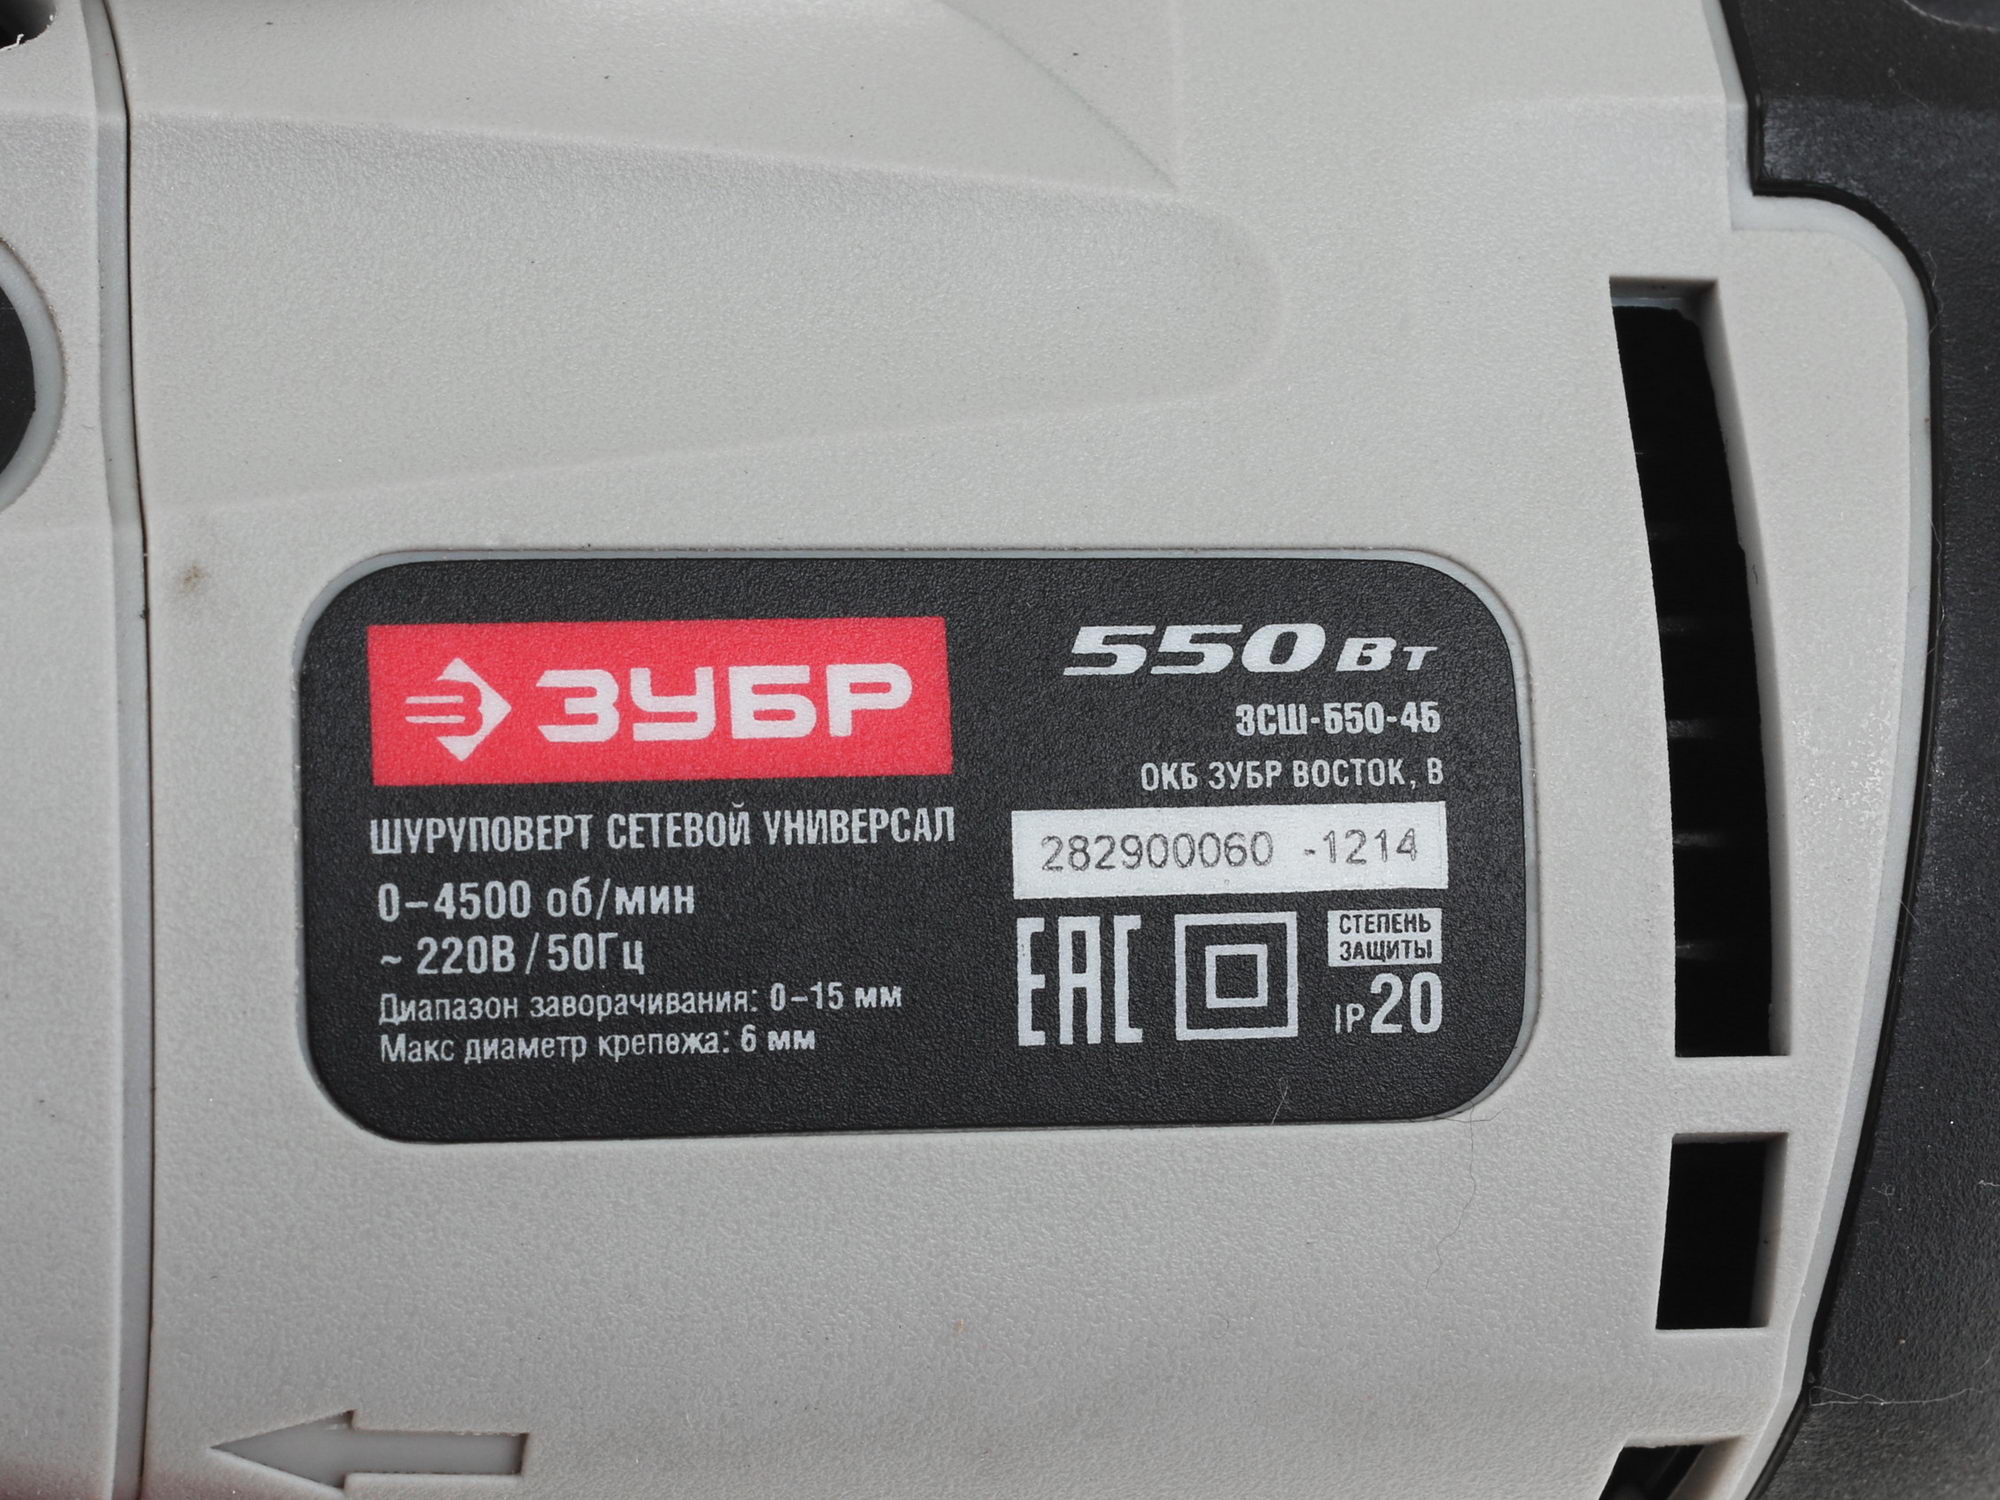 ЗУБР
ШУРУПОВЕРТ СЕТЕВОЙ УНИВЕРСАЛ
0–4500 об/мин
~ 220В / 50Гц
Диапазон заворачивания: 0–15 мм
Макс диаметр крепежа: 6 мм
550 Вт
ЗСШ-550-45
ОКБ ЗУБР ВОСТОК, В
282900060 -1214
EAC
СТЕПЕНЬ
ЗАЩИТЫ
IP20